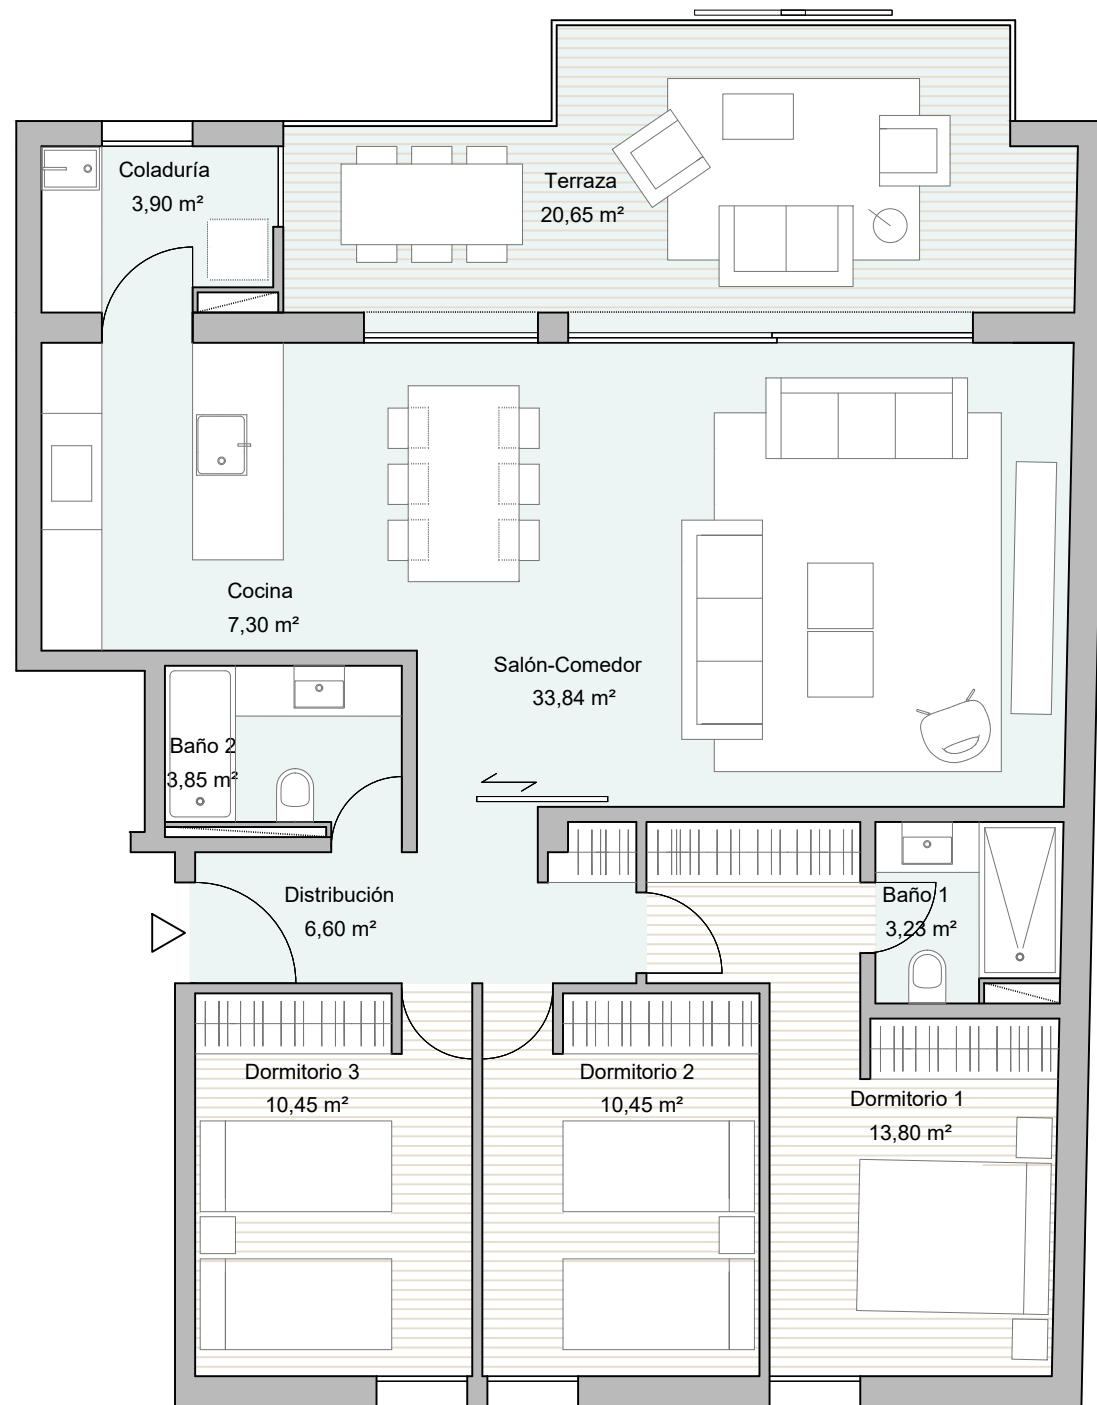 Coladuría
3,90 m²
Terraza
20,65 m²
Cocina
7,30 m²
Salón-Comedor
33,84 m²
Baño 2
3,85 m²
Distribución
6,60 m²
Baño 1
3,23 m²
Dormitorio 3
10,45 m²
Dormitorio 2
10,45 m²
Dormitorio 1
13,80 m²